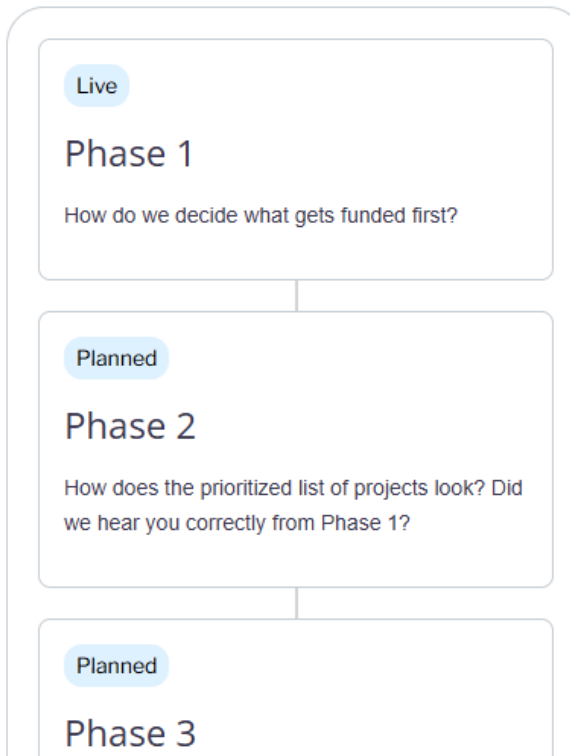 Live
Phase 1
How do we decide what gets funded first?
Planned
Phase 2
How does the prioritized list of projects look? Did
we hear you correctly from Phase 1?
Planned
Phase 3